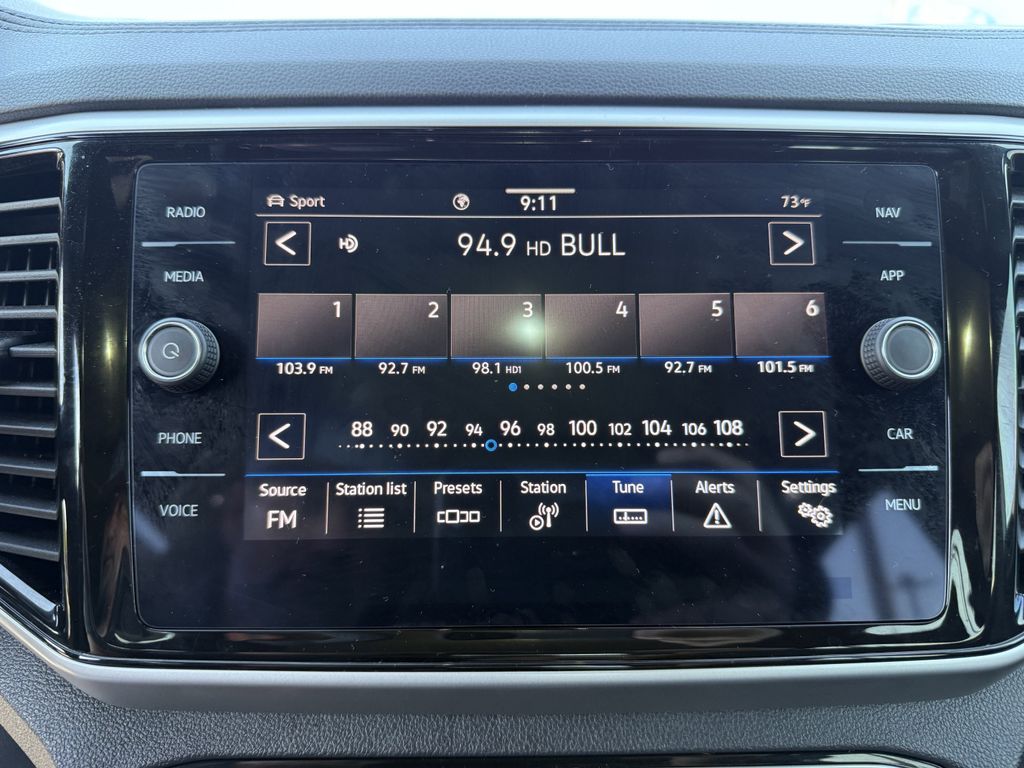 Sport 9:11 73°F
RADIO
NAV
94.9 HD BULL
MEDIA
APP
1 2 3 4 5 6
103.9 FM 92.7 FM 98.1 HD1 100.5 FM 92.7 FM 101.5 FM
PHONE
CAR
88 90 92 94 96 98 100 102 104 106 108
Source Station list Presets Station Tune Alerts Settings
FM
VOICE
MENU